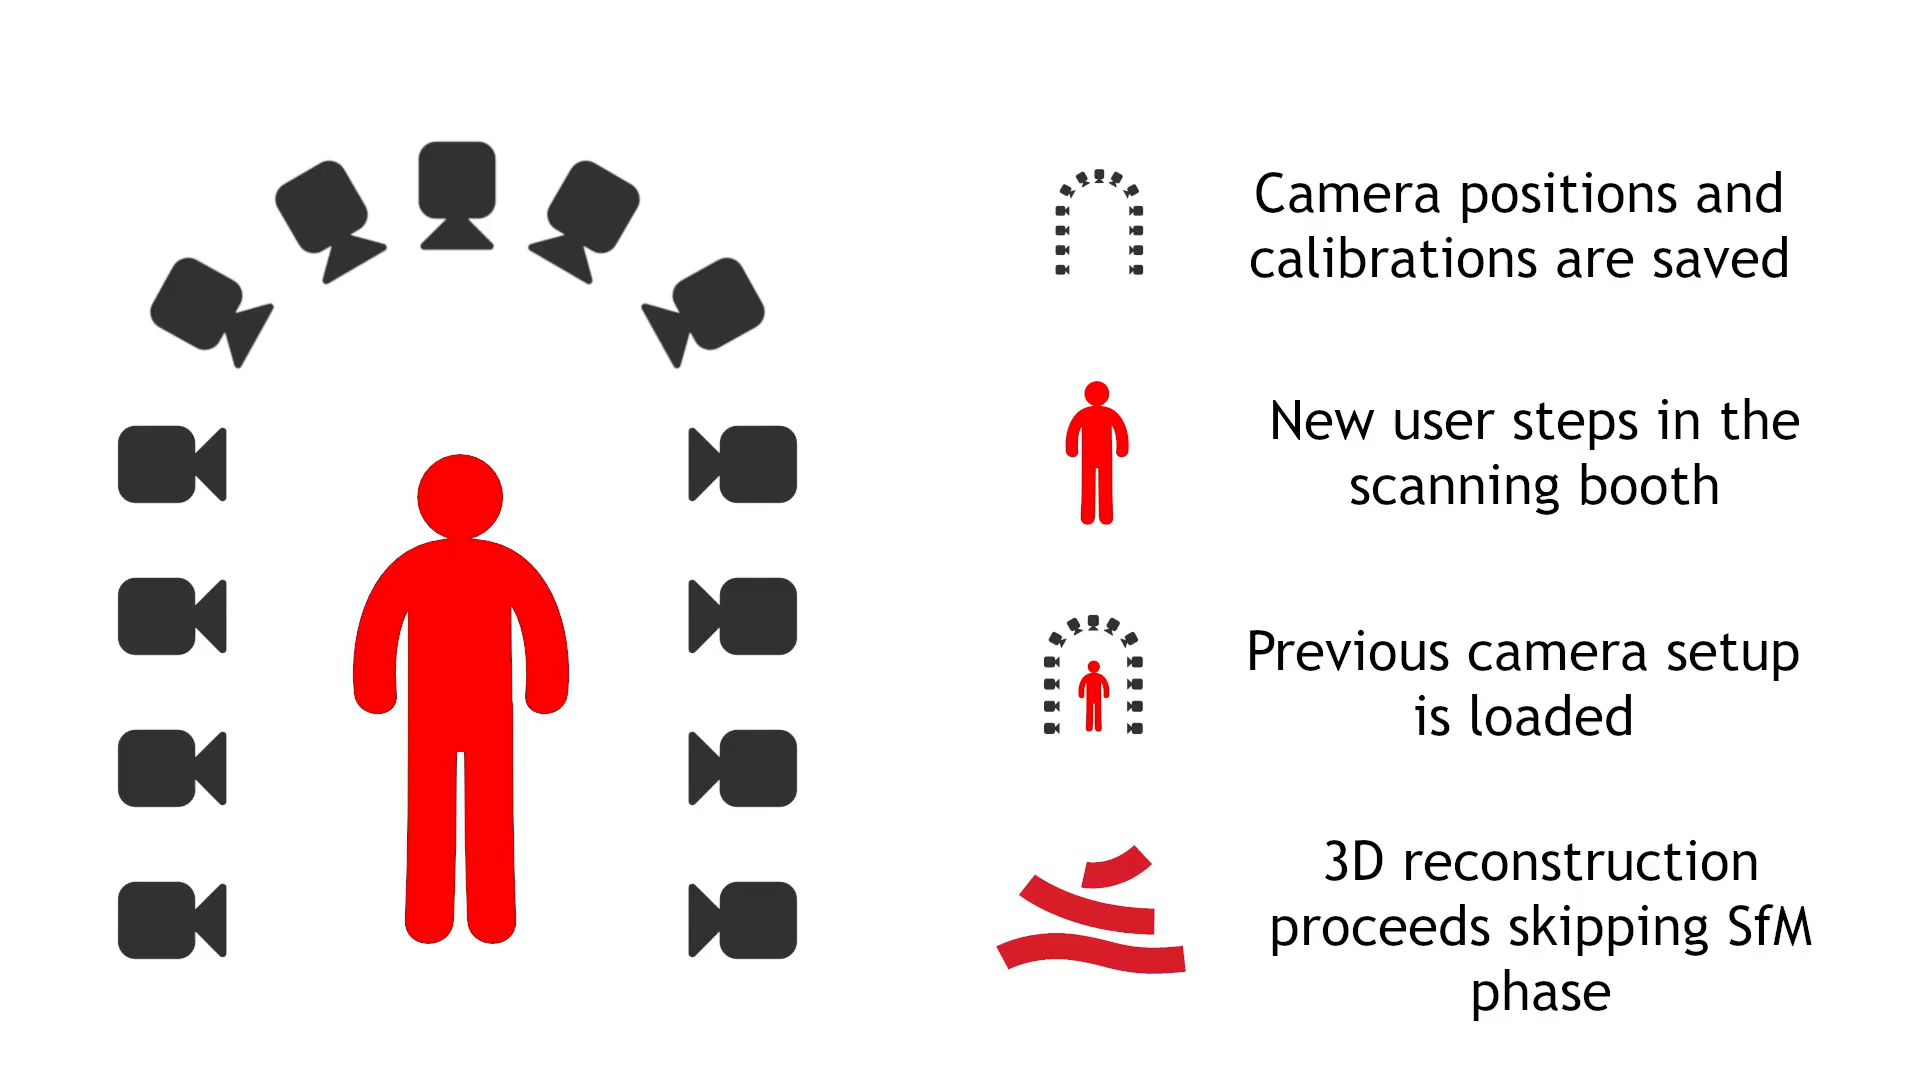 Camera positions and
calibrations are saved
New user steps in the
scanning booth
Previous camera setup
is loaded
3D reconstruction
proceeds skipping SfM
phase